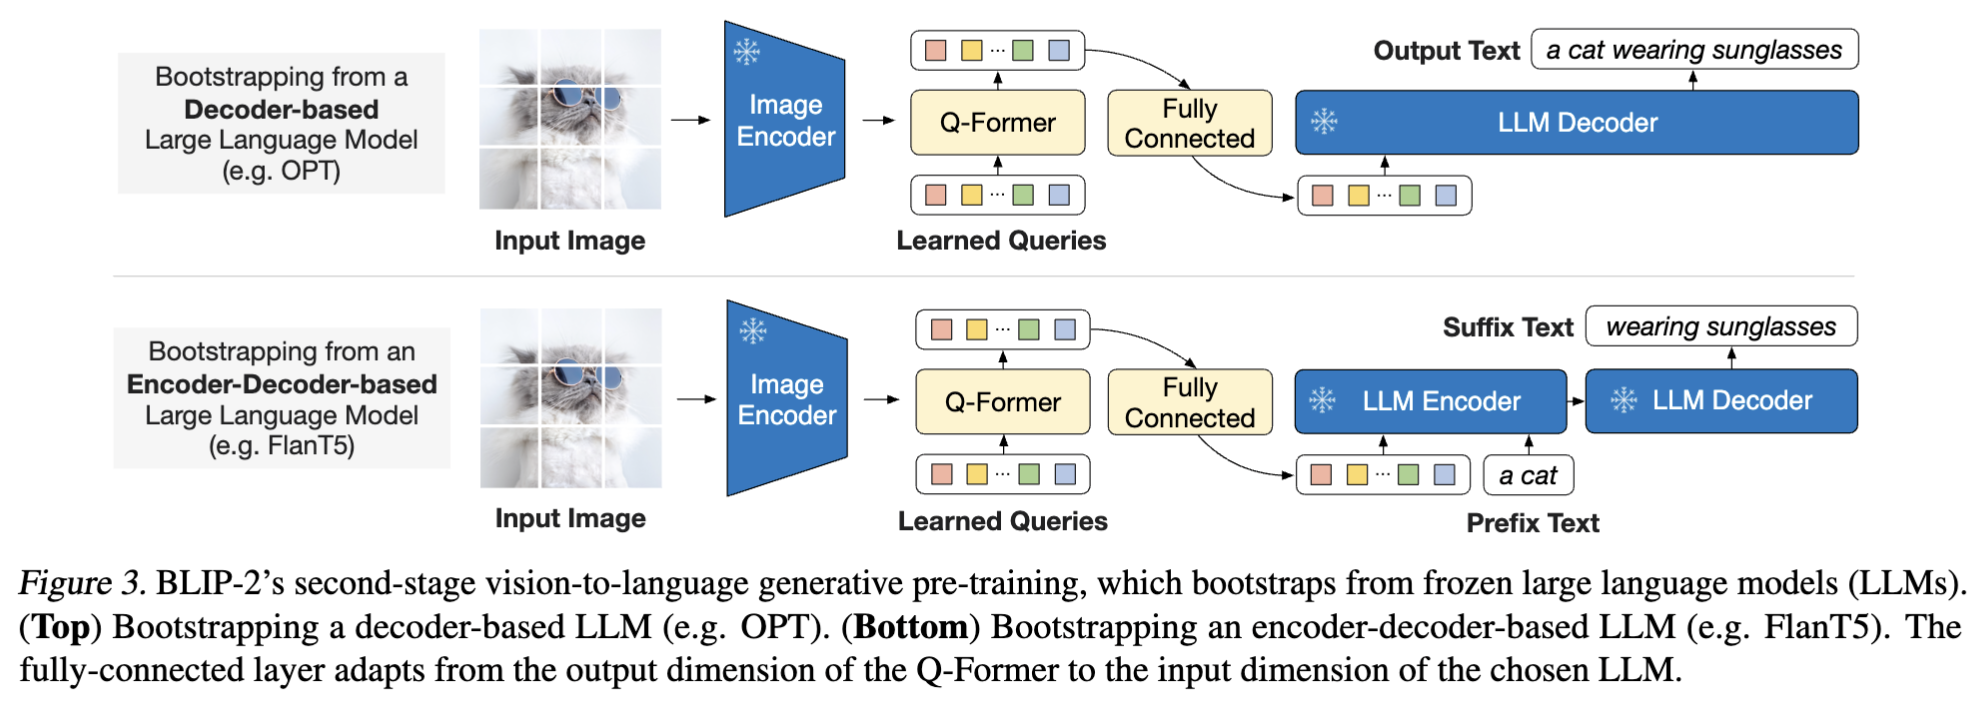 Bootstrapping from a
Decoder-based
Large Language Model
(e.g. OPT)
Input Image
Image
Encoder
Q-Former
Learned Queries
Fully
Connected
Output Text
a cat wearing sunglasses
LLM Decoder
Bootstrapping from an
Encoder-Decoder-based
Large Language Model
(e.g. FlanT5)
Input Image
Image
Encoder
Q-Former
Learned Queries
Fully
Connected
Suffix Text
wearing sunglasses
LLM Encoder
LLM Decoder
a cat
Prefix Text
Figure 3. BLIP-2's second-stage vision-to-language generative pre-training, which bootstraps from frozen large language models (LLMs).
(Top) Bootstrapping a decoder-based LLM (e.g. OPT). (Bottom) Bootstrapping an encoder-decoder-based LLM (e.g. FlanT5). The
fully-connected layer adapts from the output dimension of the Q-Former to the input dimension of the chosen LLM.